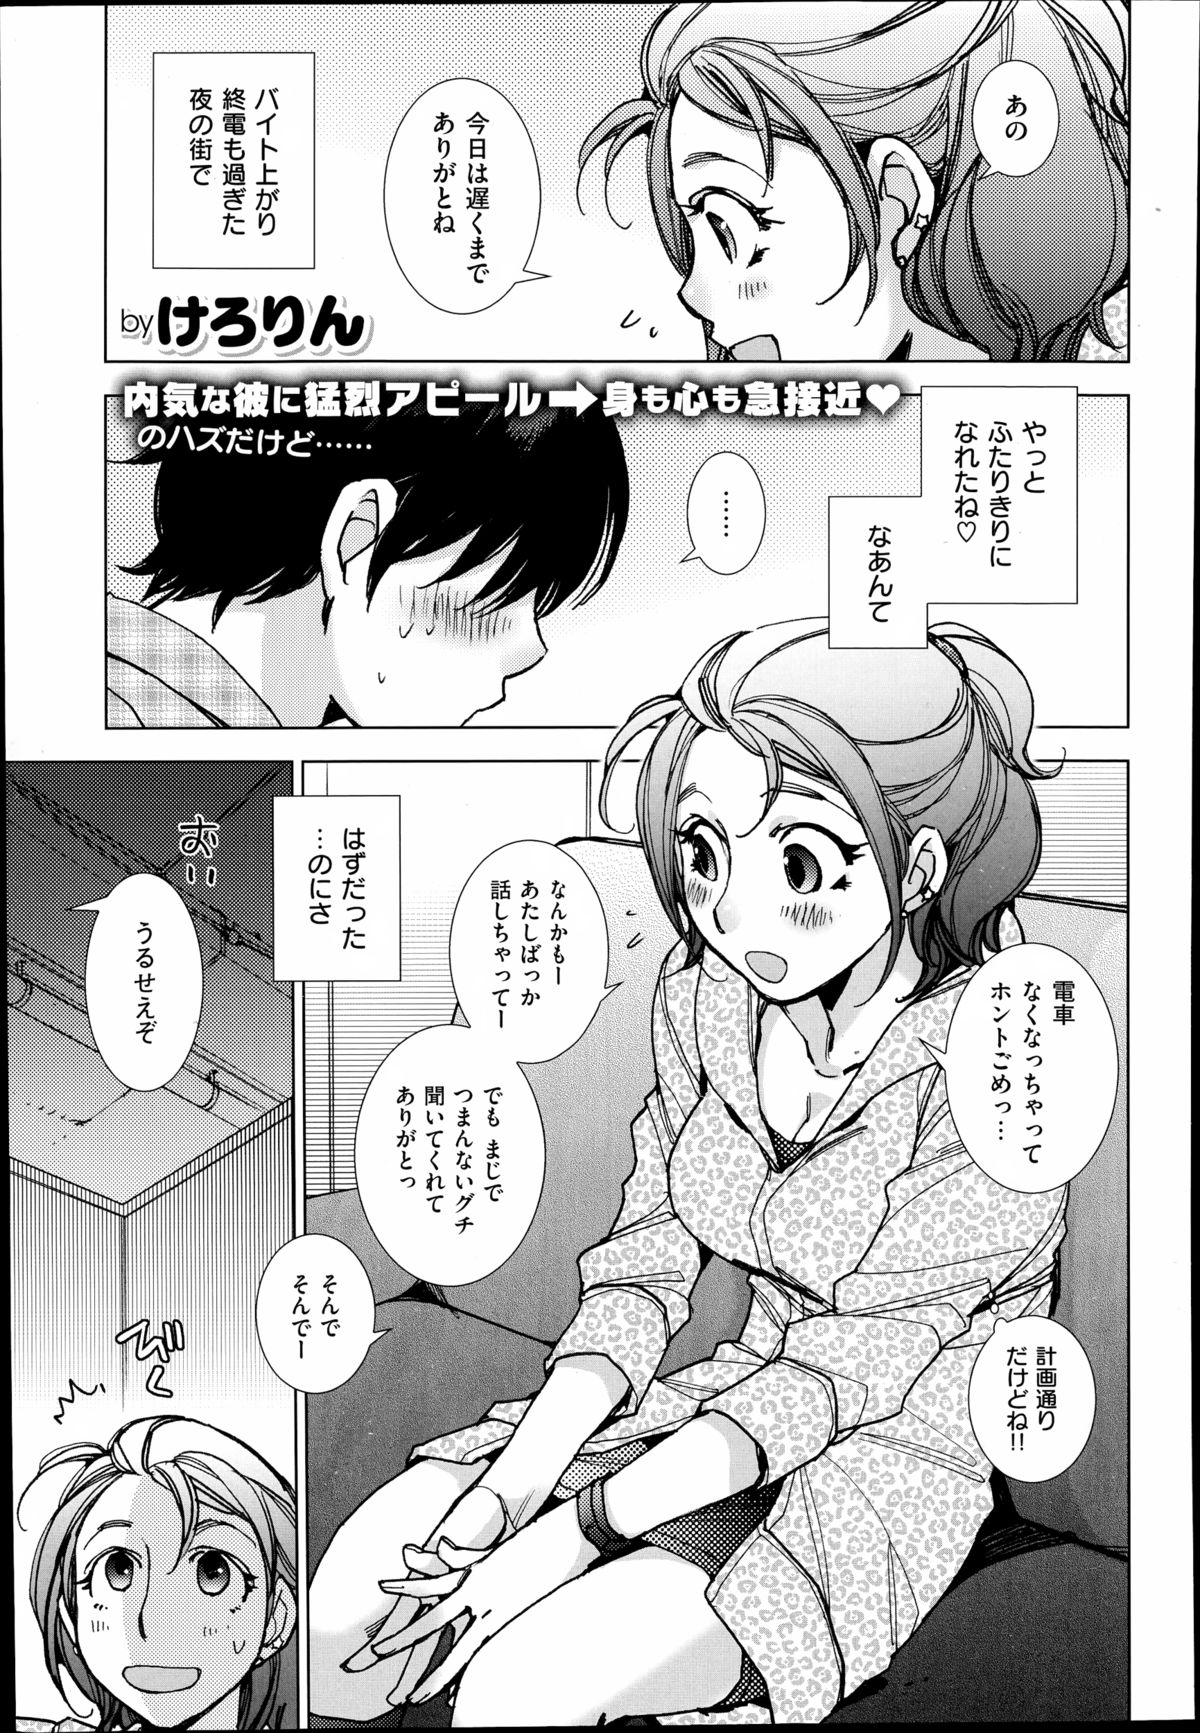 あの
今日は遅くまで
ありがとね
バイト上がり
終電も過ぎた
夜の街で
by けろりん
内気な彼に猛烈アピール➡身も心も急接近♥
のハズだけど……
やっと
ふたりきりに
なれたね♡
なあんて
……
電車
なくなっちゃって
ホントごめっ…
計画通り
だけどね!!
なんかもー
あたしばっか
話しちゃってー
でも まじで
つまんないグチ
聞いてくれて
ありがとっ
そんで
そんでー
はずだった
…のにさ
おい
うるせえぞ
びくっ